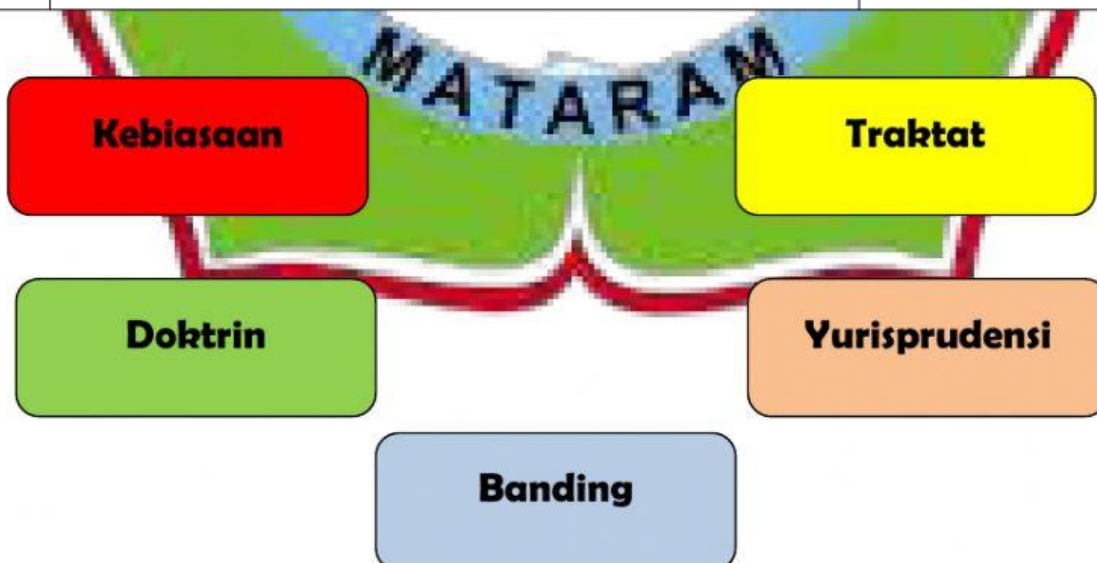 MATARAM
Kebiasaan
Traktat
Doktrin
Yurisprudensi
Banding